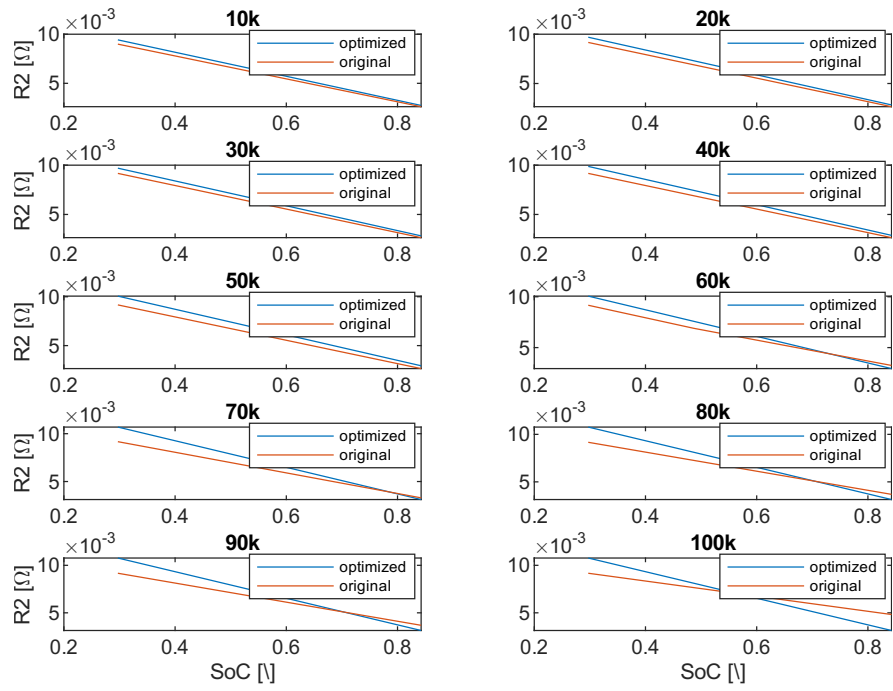 10k
×10⁻³
10
5
R2 [Ω]
optimized
original
0.2 0.4 0.6 0.8
20k
×10⁻³
10
5
optimized
original
0.2 0.4 0.6 0.8
30k
×10⁻³
10
5
R2 [Ω]
optimized
original
0.2 0.4 0.6 0.8
40k
×10⁻³
10
5
optimized
original
0.2 0.4 0.6 0.8
50k
×10⁻³
10
5
R2 [Ω]
optimized
original
0.2 0.4 0.6 0.8
60k
×10⁻³
10
5
optimized
original
0.2 0.4 0.6 0.8
70k
×10⁻³
10
5
R2 [Ω]
optimized
original
0.2 0.4 0.6 0.8
80k
×10⁻³
10
5
optimized
original
0.2 0.4 0.6 0.8
90k
×10⁻³
10
5
R2 [Ω]
optimized
original
0.2 0.4 0.6 0.8
SoC [\]
100k
×10⁻³
10
5
optimized
original
0.2 0.4 0.6 0.8
SoC [\]